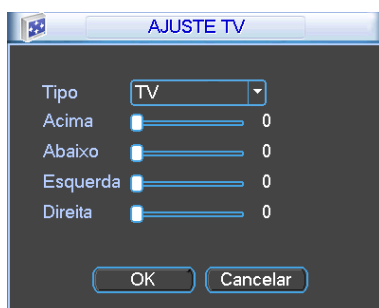 AJUSTE TV
Tipo TV
Acima 0
Abaixo 0
Esquerda 0
Direita 0
OK Cancelar